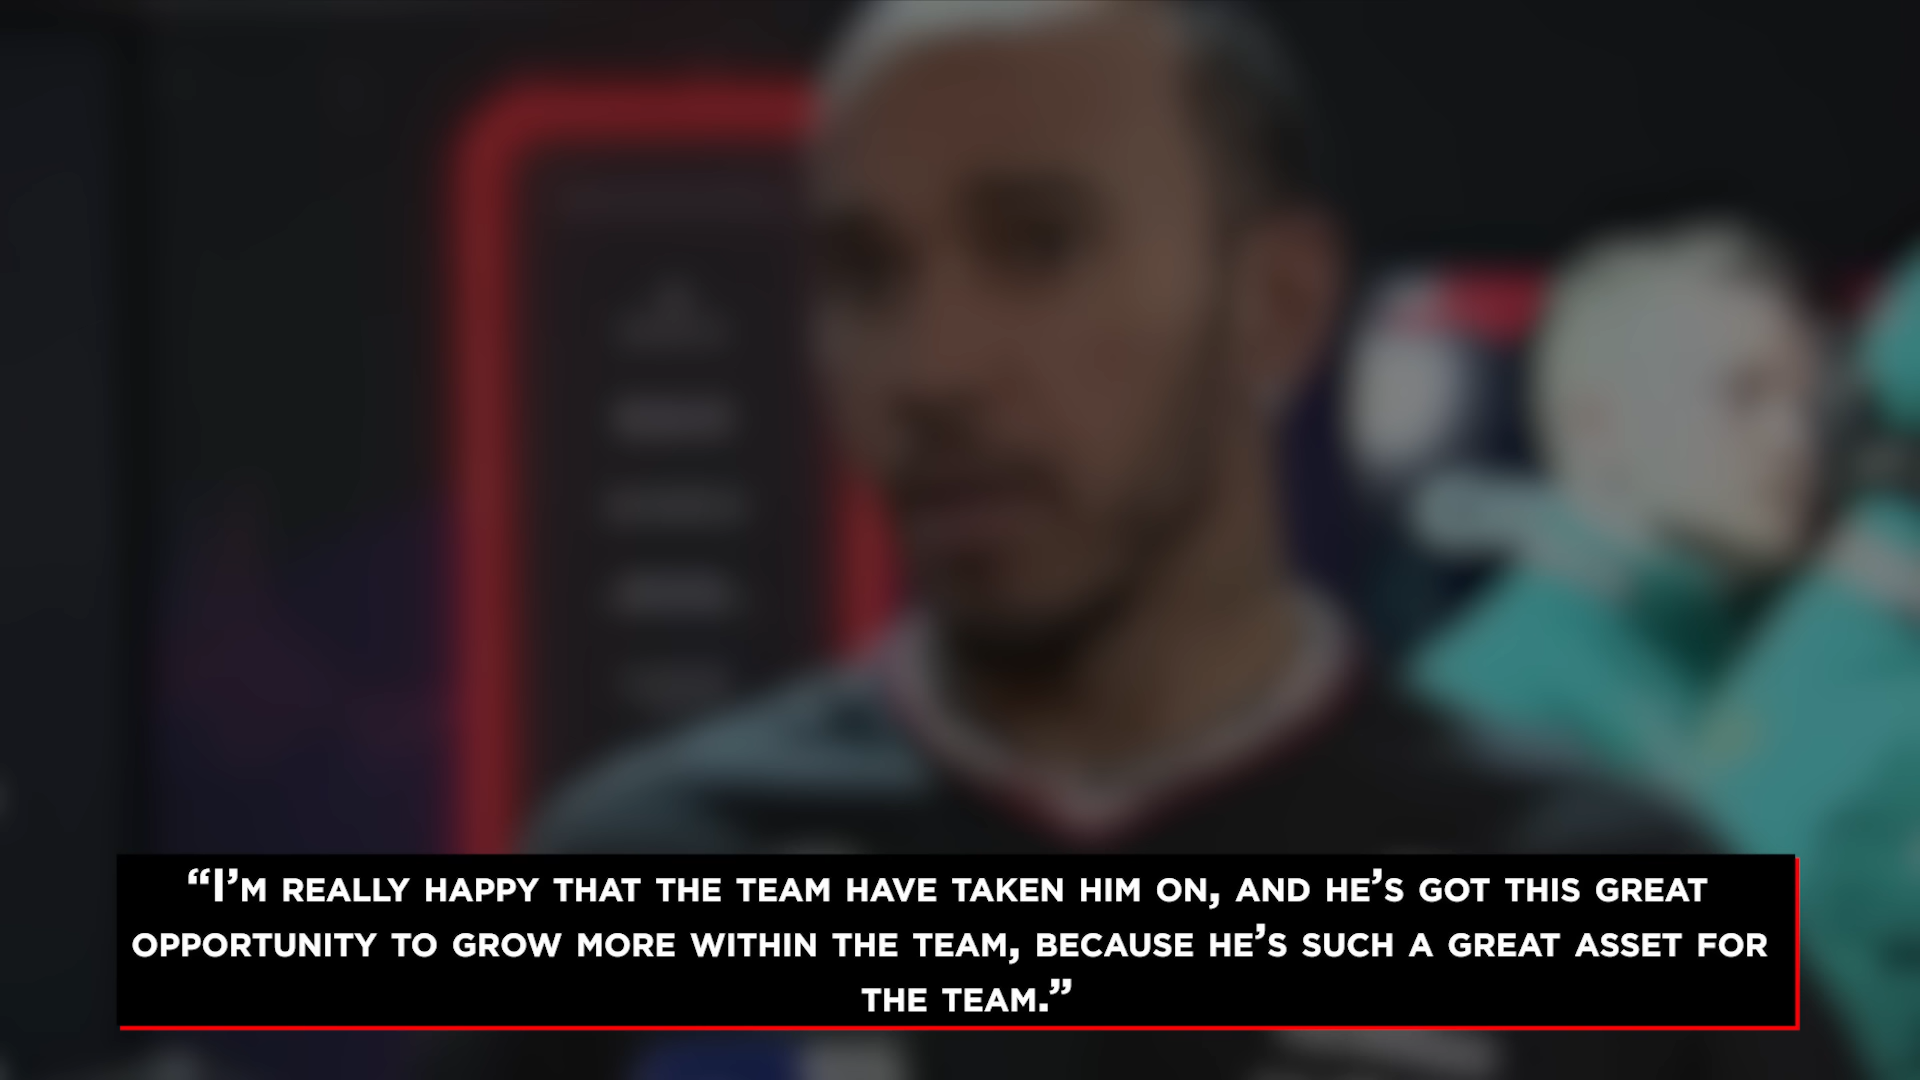 “I’m really happy that the team have taken him on, and he’s got this great
opportunity to grow more within the team, because he’s such a great asset for
the team.”